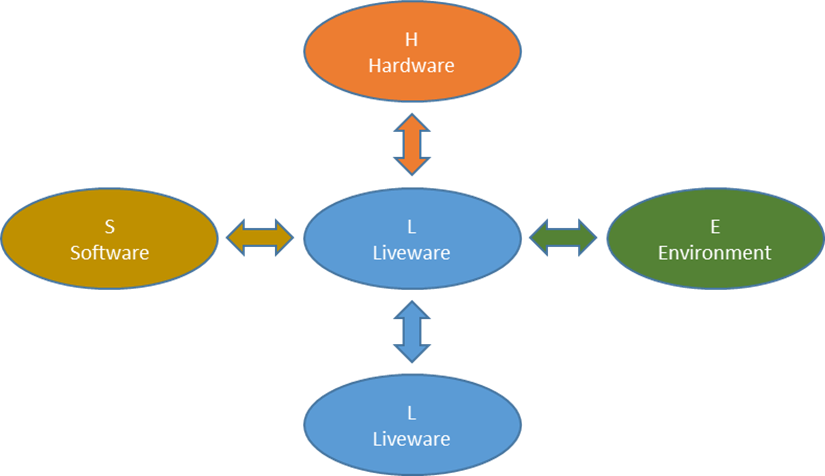 H
Hardware
S
Software
L
Liveware
E
Environment
L
Liveware